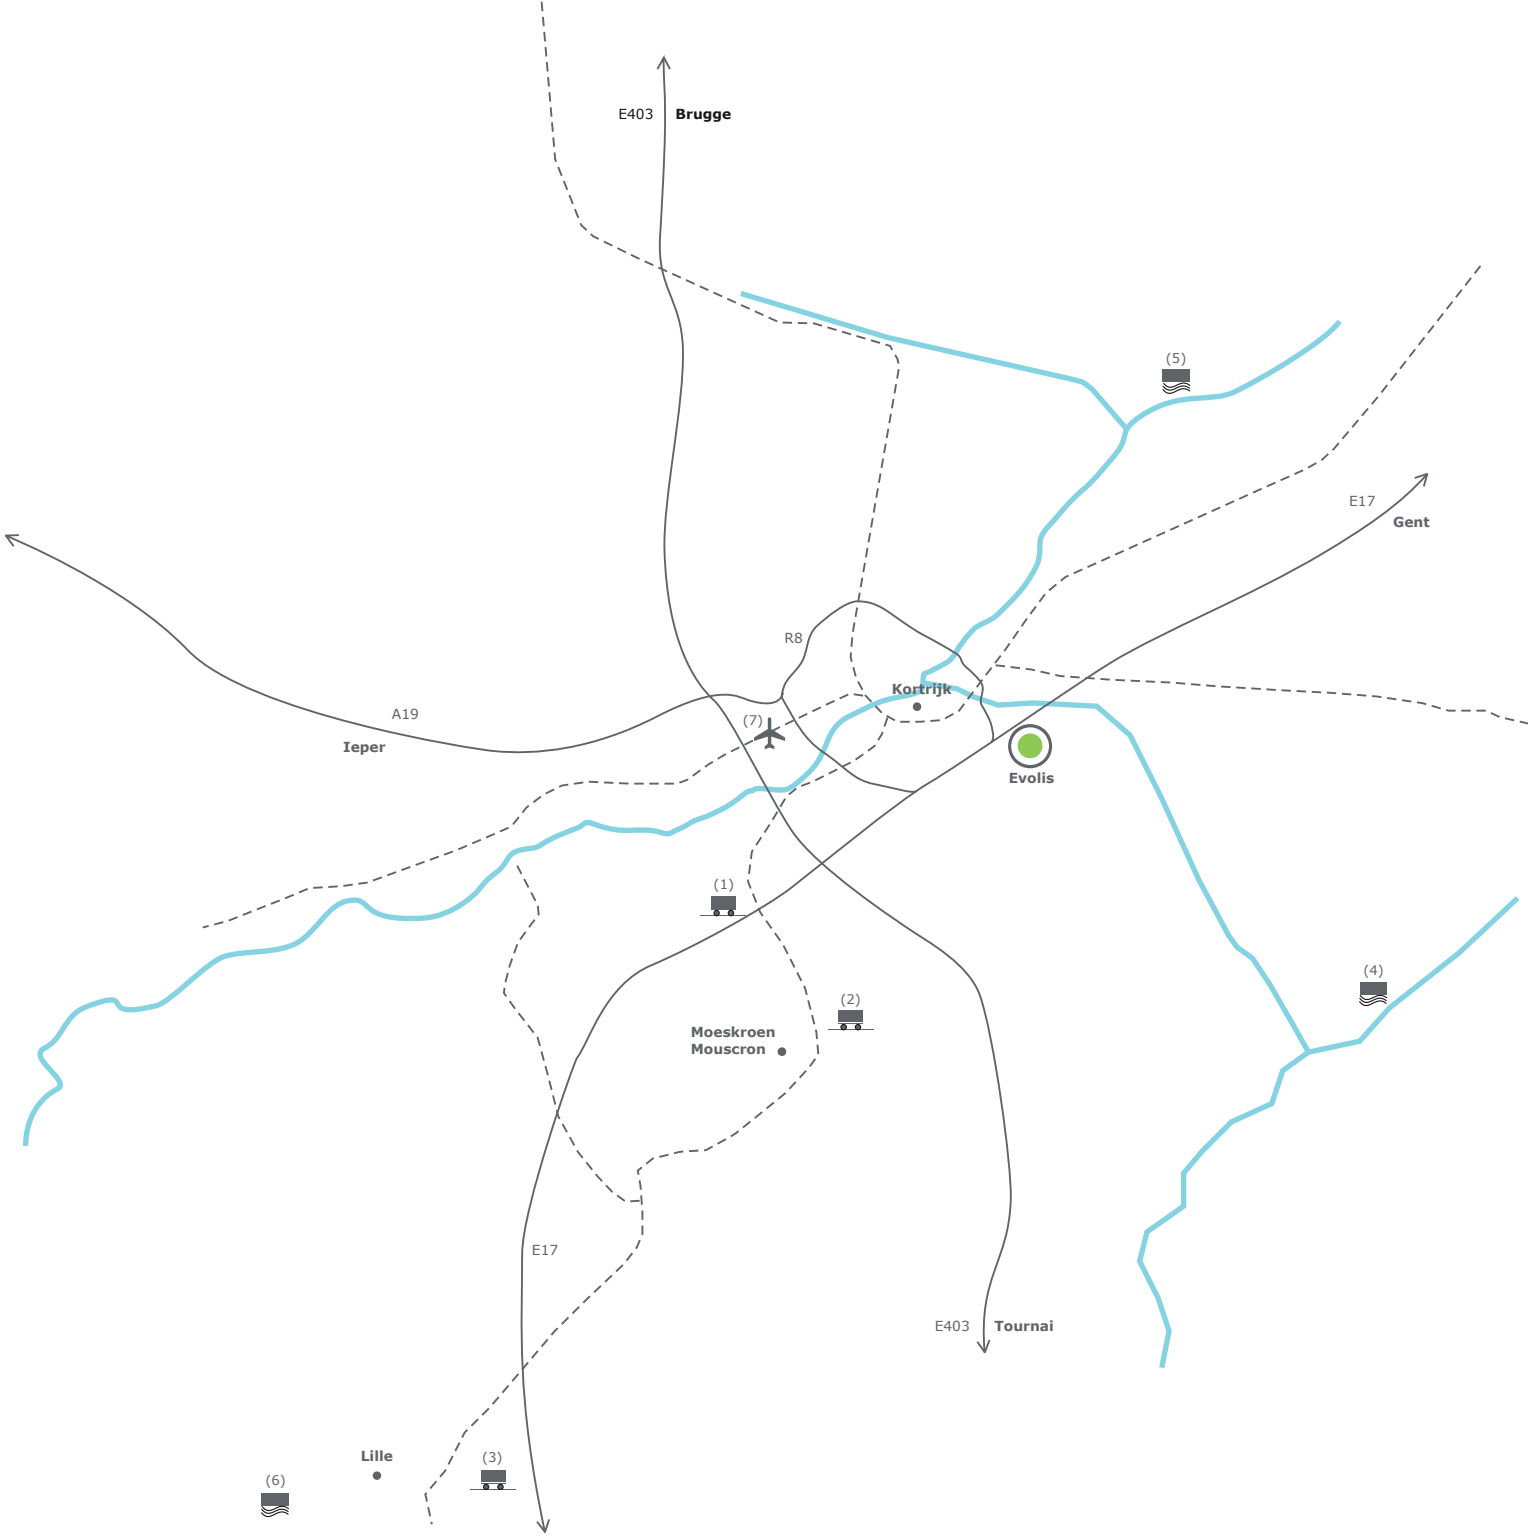 E403 Brugge
(5)
E17
Gent
R8
Kortrijk
A19
(7)
Ieper
Evolis
(1)
(4)
(2)
Moeskroen
Mouscron
E17
E403 Tournai
Lille
(3)
(6)